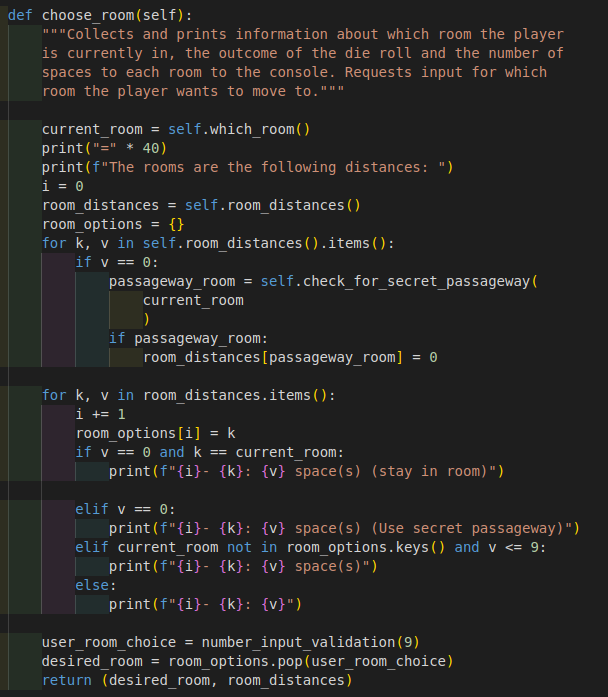 def choose_room(self):
    """Collects and prints information about which room the player
    is currently in, the outcome of the die roll and the number of
    spaces to each room to the console. Requests input for which
    room the player wants to move to."""

    current_room = self.which_room()
    print("=" * 40)
    print(f"The rooms are the following distances: ")
    i = 0
    room_distances = self.room_distances()
    room_options = {}
    for k, v in self.room_distances().items():
        if v == 0:
            passageway_room = self.check_for_secret_passageway(
                current_room
                )
            if passageway_room:
                room_distances[passageway_room] = 0

    for k, v in room_distances.items():
        i += 1
        room_options[i] = k
        if v == 0 and k == current_room:
            print(f"{i}- {k}: {v} space(s) (stay in room)")

        elif v == 0:
            print(f"{i}- {k}: {v} space(s) (Use secret passageway)")
        elif current_room not in room_options.keys() and v <= 9:
            print(f"{i}- {k}: {v} space(s)")
        else:
            print(f"{i}- {k}: {v}")

    user_room_choice = number_input_validation(9)
    desired_room = room_options.pop(user_room_choice)
    return (desired_room, room_distances)